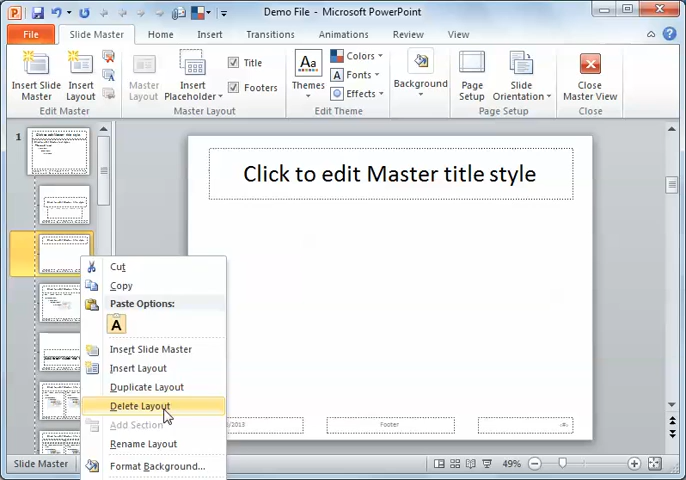 Demo File - Microsoft PowerPoint
File
Slide Master
Home
Insert
Transitions
Animations
Review
View
Insert Slide
Master
Insert
Layout
Edit Master
Master
Layout
Insert
Placeholder
Title
Footers
Master Layout
Aa
Themes
Colors
Fonts
Effects
Edit Theme
Background
Page
Setup
Slide
Orientation
Page Setup
Close
Master View
Close
1
Click to edit Master title style
Cut
Copy
Paste Options:
A
Insert Slide Master
Insert Layout
Duplicate Layout
Delete Layout
Add Section
Rename Layout
Format Background...
/2013
Footer
‹#›
Slide Master
49%